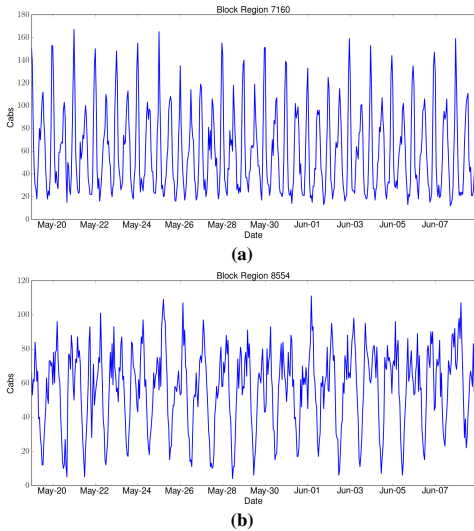 Block Region 7160
180
160
140
120
100
80
60
40
20
0
Cabs
May-20 May-22 May-24 May-26 May-28 May-30 Jun-01 Jun-03 Jun-05 Jun-07
Date
(a)
Block Region 8554
120
100
80
60
40
20
0
Cabs
May-20 May-22 May-24 May-26 May-28 May-30 Jun-01 Jun-03 Jun-05 Jun-07
Date
(b)